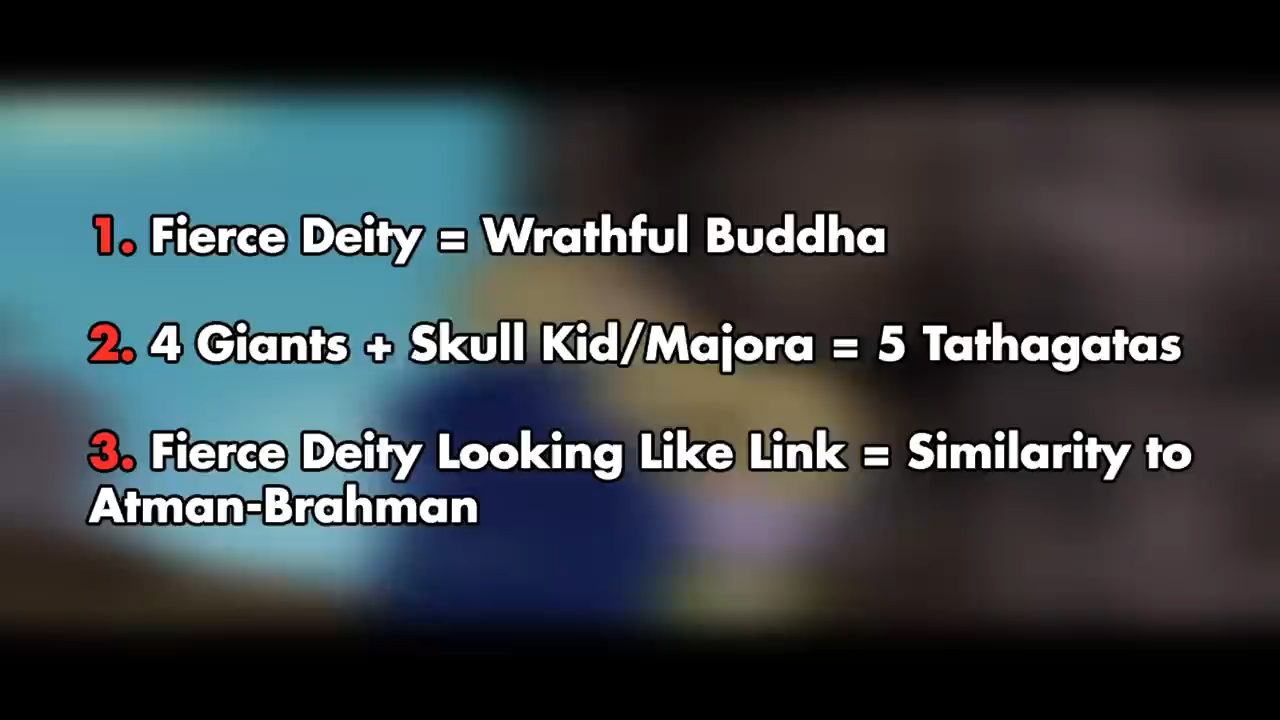 1. Fierce Deity = Wrathful Buddha
2. 4 Giants + Skull Kid/Majora = 5 Tathagatas
3. Fierce Deity Looking Like Link = Similarity to
Atman-Brahman